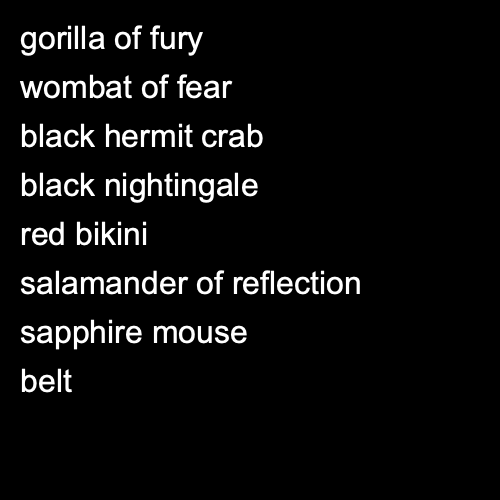 gorilla of fury
wombat of fear
black hermit crab
black nightingale
red bikini
salamander of reflection
sapphire mouse
belt